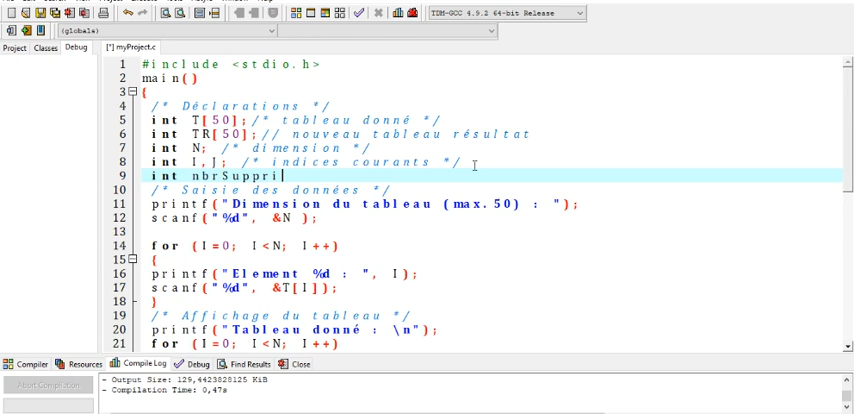 TDM-GCC 4.9.2 64-bit Release
(globals)
Project Classes Debug [*] myProject.c
1 #include <stdio.h>
2 main()
3 {
4 /* Déclarations */
5 int T[50];/* tableau donné */
6 int TR[50];// nouveau tableau résultat
7 int N; /* dimension */
8 int I,J; /* indices courants */
9 int nbrSuppri
10 /* Saisie des données */
11 printf("Dimension du tableau (max.50) : ");
12 scanf("%d", &N );
13
14 for (I=0; I<N; I++)
15 {
16 printf("Element %d : ", I);
17 scanf("%d", &T[I]);
18 }
19 /* Affichage du tableau */
20 printf("Tableau donné : \n");
21 for (I=0; I<N; I++)
Compiler Resources Compile Log Debug Find Results Close
Abort Compilation
- Output Size: 129,4423828125 KiB
- Compilation Time: 0,47s